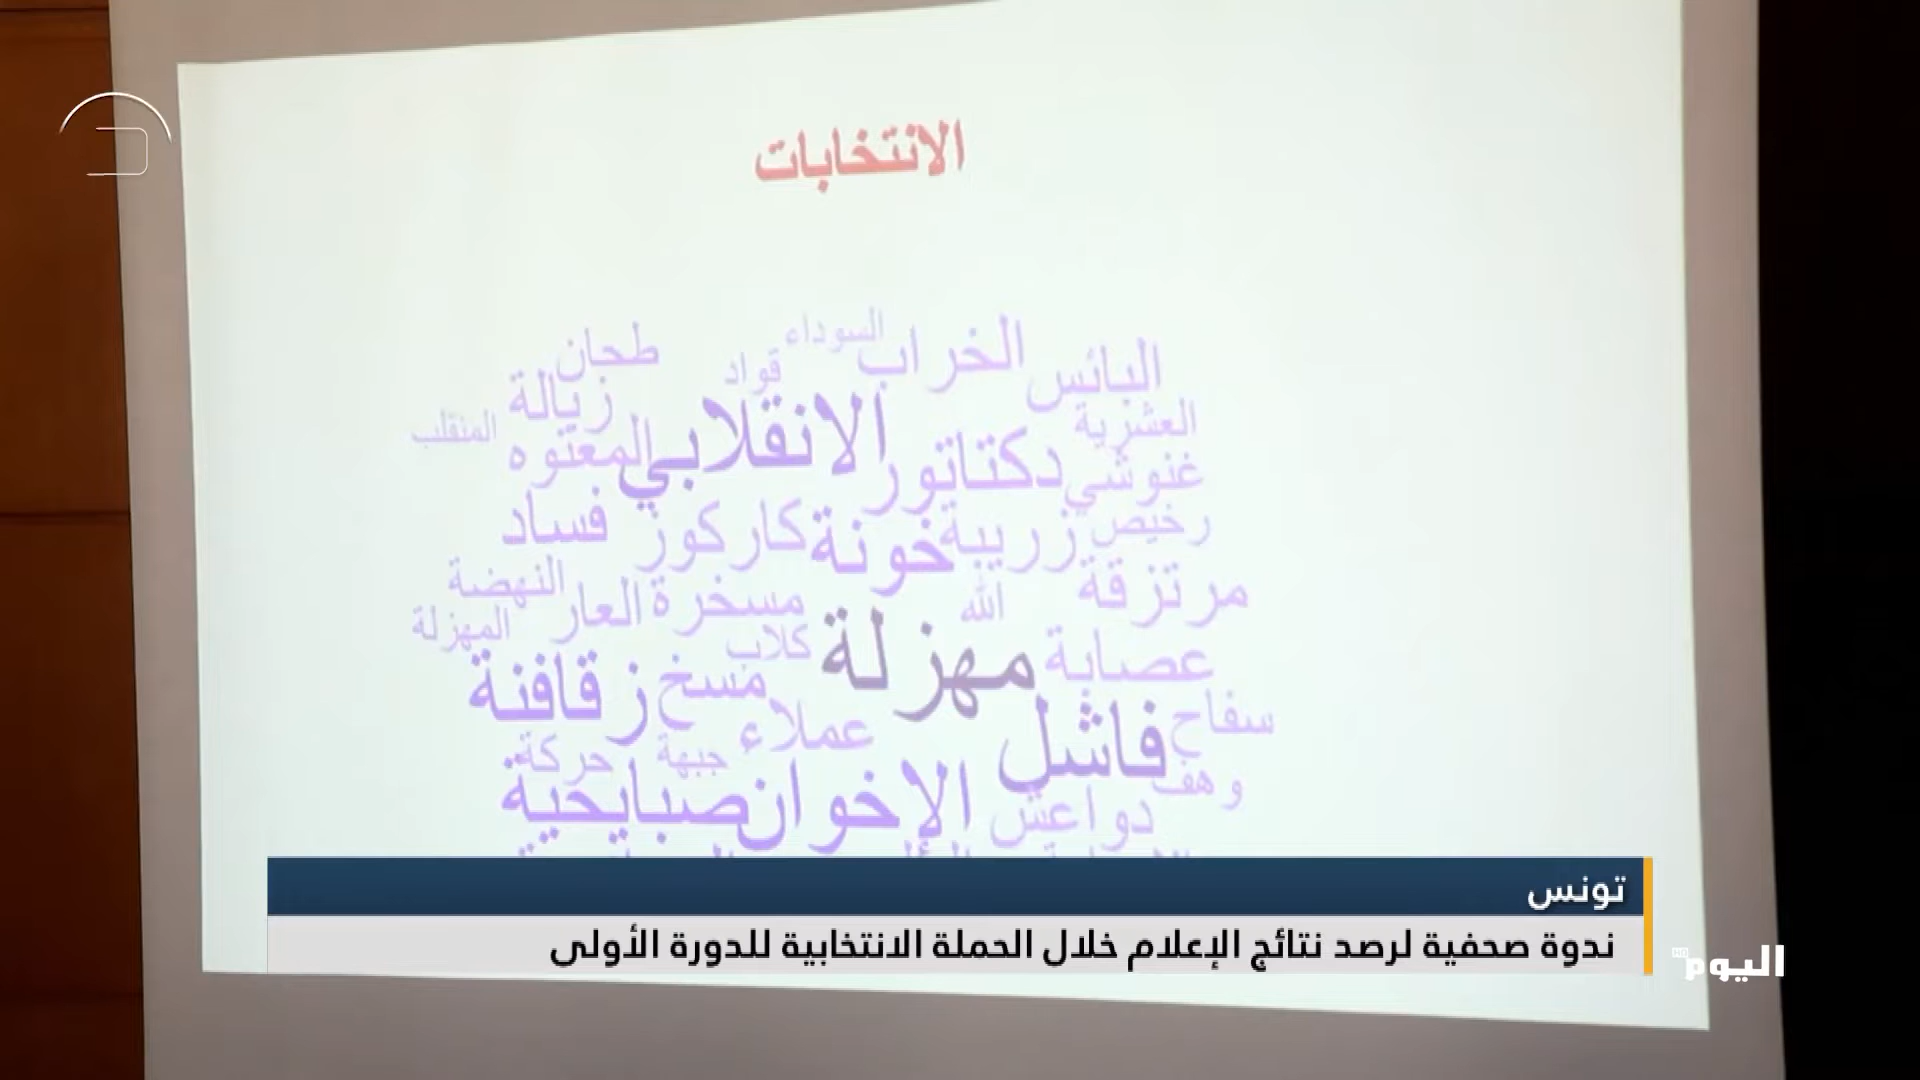 الانتخابات
السوداء
طحان قواد الخراب البائس
زبالة العشرية
المنقلب المعتوه الانقلابي دكتاتور غنوشي
فساد كاركوز خونة زريبة رخيص
النهضة العار مسخرة الله مرتزقة
المهزلة كلاب مهزلة عصابة
زقافنة مسخ سفاح
حركة جبهة عملاء فاشل وهف
صبايحية الاخوان دواعش
تونس
ندوة صحفية لرصد نتائج الإعلام خلال الحملة الانتخابية للدورة الأولى
اليوم HD